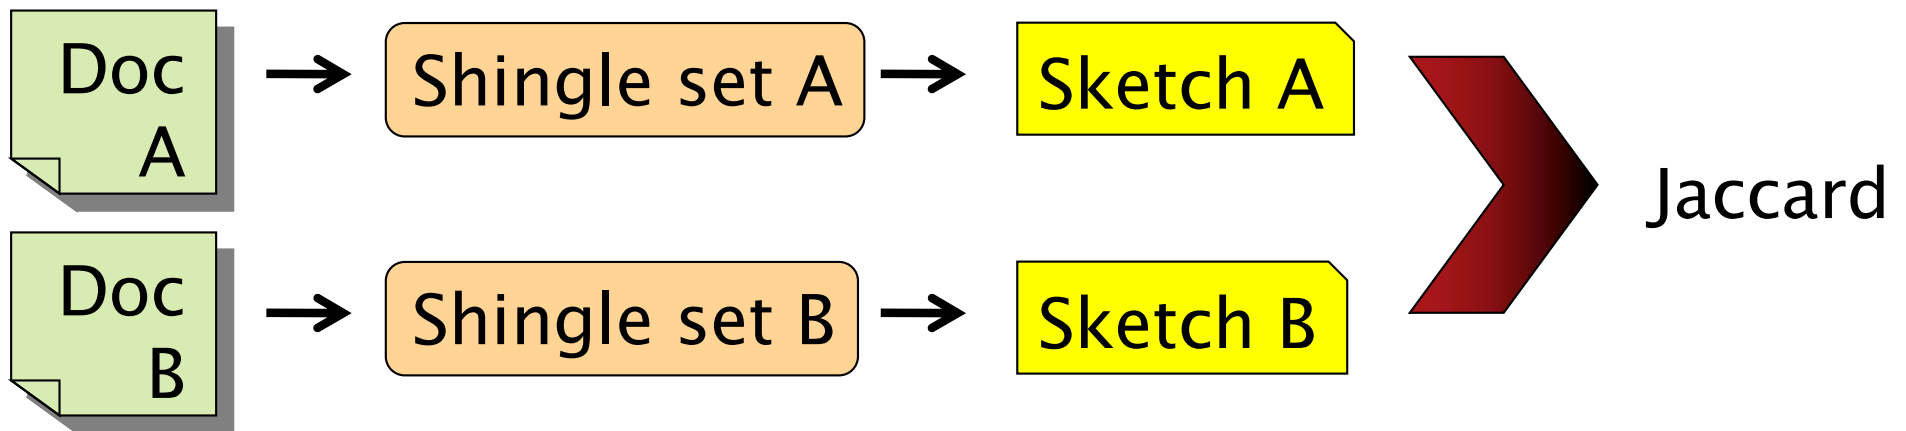 Doc
A
Shingle set A
Sketch A
Jaccard
Doc
B
Shingle set B
Sketch B